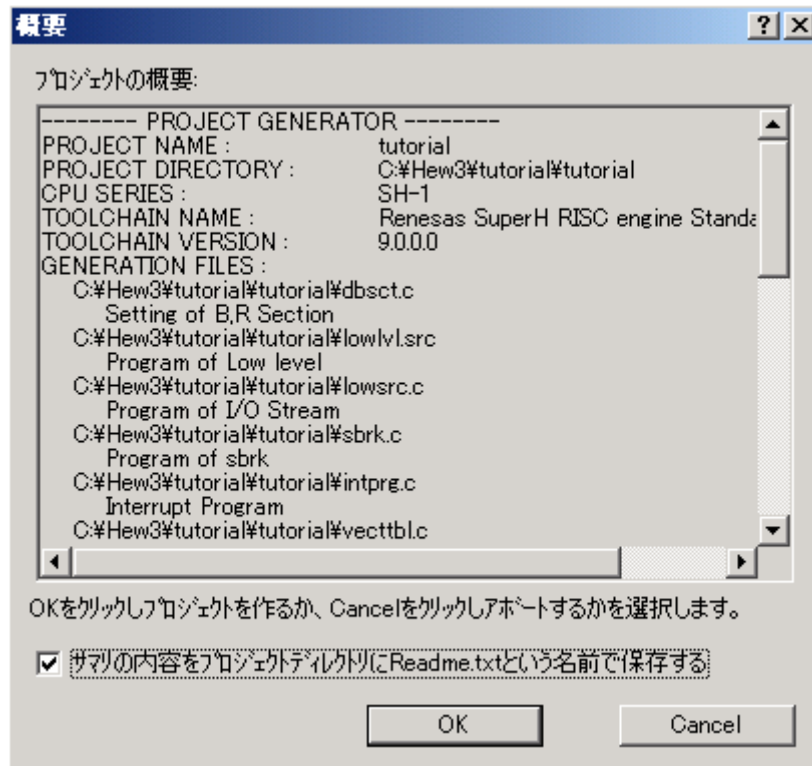 概要
ﾌﾟﾛｼﾞｪｸﾄの概要:
-------- PROJECT GENERATOR --------
PROJECT NAME : tutorial
PROJECT DIRECTORY : C:¥Hew3¥tutorial¥tutorial
CPU SERIES : SH-1
TOOLCHAIN NAME : Renesas SuperH RISC engine Standa
TOOLCHAIN VERSION : 9.0.0.0
GENERATION FILES :
C:¥Hew3¥tutorial¥tutorial¥dbsct.c
Setting of B,R Section
C:¥Hew3¥tutorial¥tutorial¥lowlvl.src
Program of Low level
C:¥Hew3¥tutorial¥tutorial¥lowsrc.c
Program of I/O Stream
C:¥Hew3¥tutorial¥tutorial¥sbrk.c
Program of sbrk
C:¥Hew3¥tutorial¥tutorial¥intprg.c
Interrupt Program
C:¥Hew3¥tutorial¥tutorial¥vecttbl.c
OKをｸﾘｯｸしﾌﾟﾛｼﾞｪｸﾄを作るか、Cancelをｸﾘｯｸしｱﾎﾞｰﾄするかを選択します。
ｻﾏﾘの内容をﾌﾟﾛｼﾞｪｸﾄﾃﾞｨﾚｸﾄﾘにReadme.txtという名前で保存する
OK
Cancel